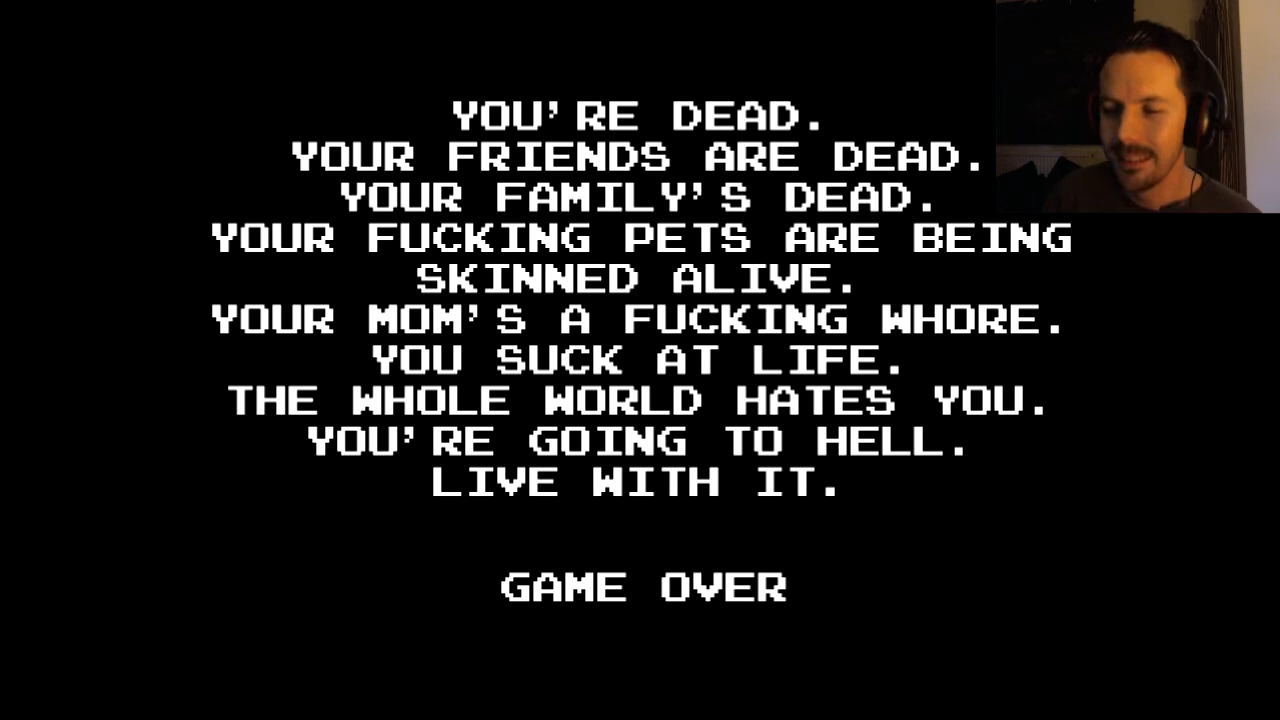 YOU'RE DEAD.
YOUR FRIENDS ARE DEAD.
YOUR FAMILY'S DEAD.
YOUR FUCKING PETS ARE BEING
SKINNED ALIVE.
YOUR MOM'S A FUCKING WHORE.
YOU SUCK AT LIFE.
THE WHOLE WORLD HATES YOU.
YOU'RE GOING TO HELL.
LIVE WITH IT.
GAME OVER